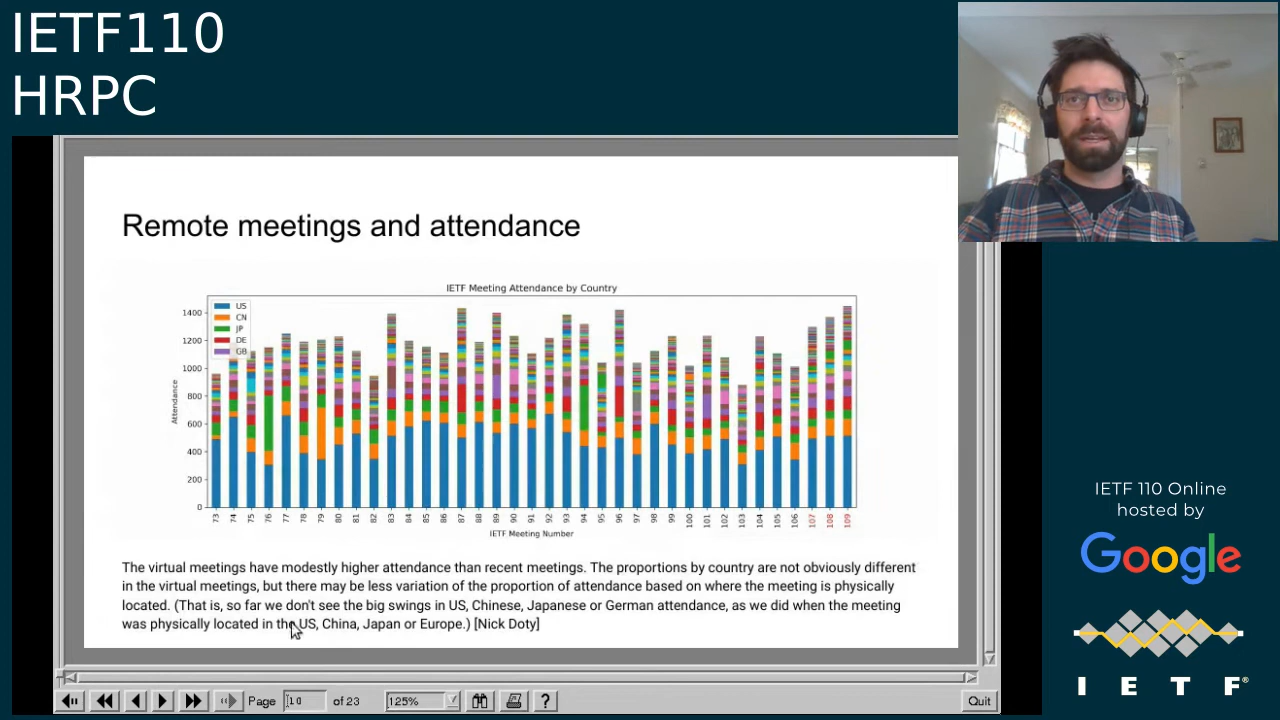 IETF110
HRPC
Remote meetings and attendance
IETF Meeting Attendance by Country
US
CN
JP
DE
GB
Attendance
1400
1200
1000
800
600
400
200
0
73 74 75 76 77 78 79 80 81 82 83 84 85 86 87 88 89 90 91 92 93 94 95 96 97 98 99 100 101 102 103 104 105 106 107 108 109
IETF Meeting Number
The virtual meetings have modestly higher attendance than recent meetings. The proportions by country are not obviously different
in the virtual meetings, but there may be less variation of the proportion of attendance based on where the meeting is physically
located. (That is, so far we don't see the big swings in US, Chinese, Japanese or German attendance, as we did when the meeting
was physically located in the US, China, Japan or Europe.) [Nick Doty]
Page 10 of 23 125% ? Quit
IETF 110 Online
hosted by
Google
I E T F®